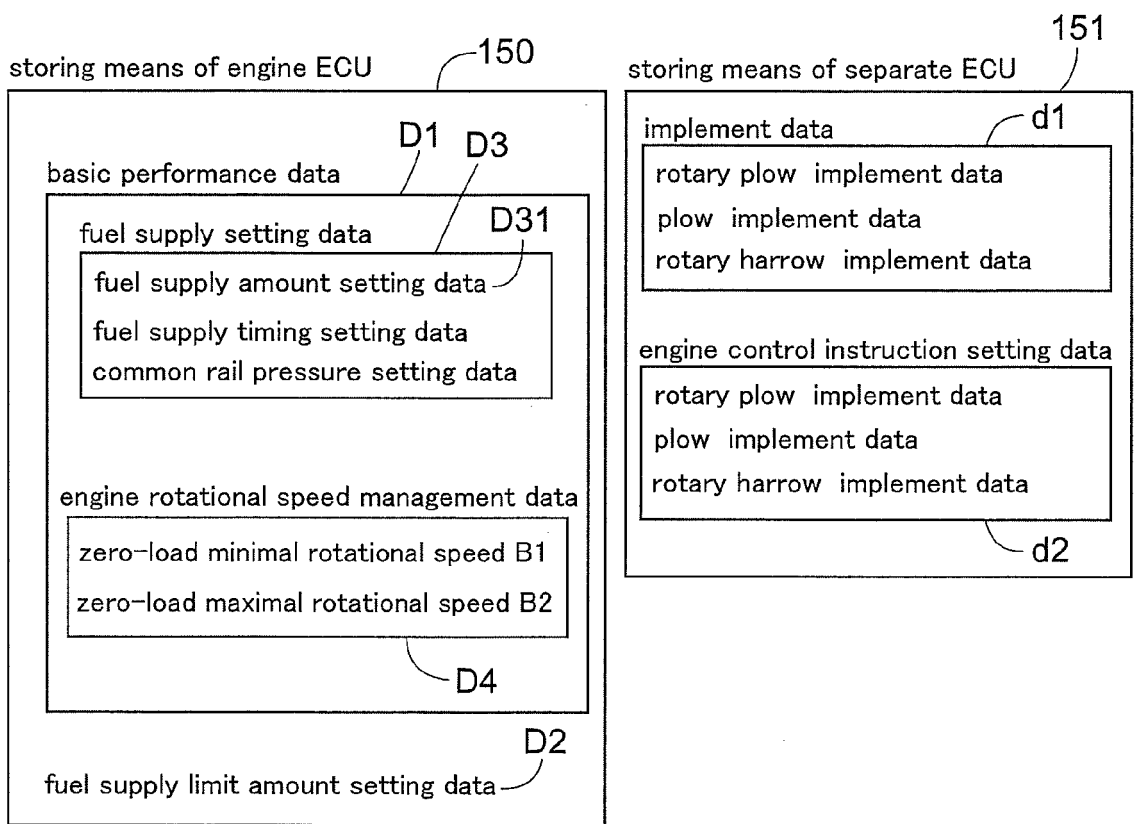 150
storing means of engine ECU
D1
D3
basic performance data
D31
fuel supply setting data
fuel supply amount setting data
fuel supply timing setting data
common rail pressure setting data
engine rotational speed management data
zero-load minimal rotational speed B1
zero-load maximal rotational speed B2
D4
D2
fuel supply limit amount setting data
151
storing means of separate ECU
d1
implement data
rotary plow implement data
plow implement data
rotary harrow implement data
engine control instruction setting data
rotary plow implement data
plow implement data
rotary harrow implement data
d2